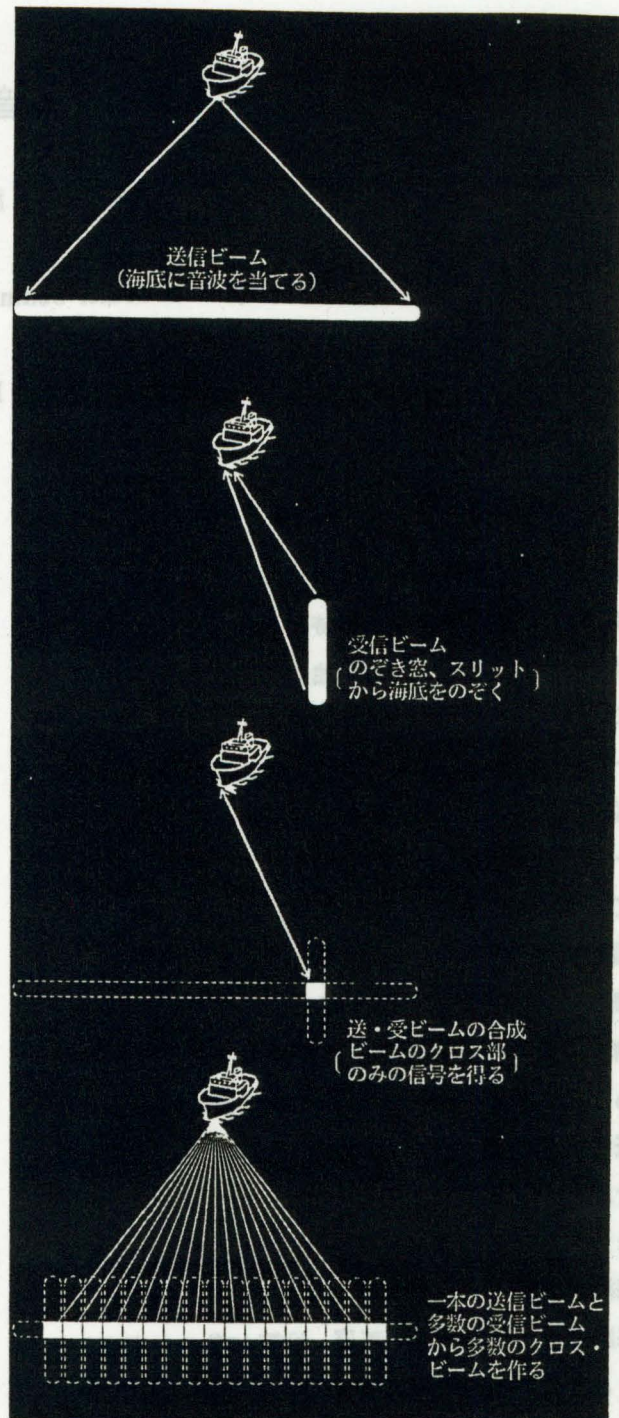 送信ビーム
(海底に音波を当てる)
受信ビーム
のぞき窓、スリット
から海底をのぞく
送・受ビームの合成
ビームのクロス部
のみの信号を得る
一本の送信ビームと
多数の受信ビーム
から多数のクロス・
ビームを作る